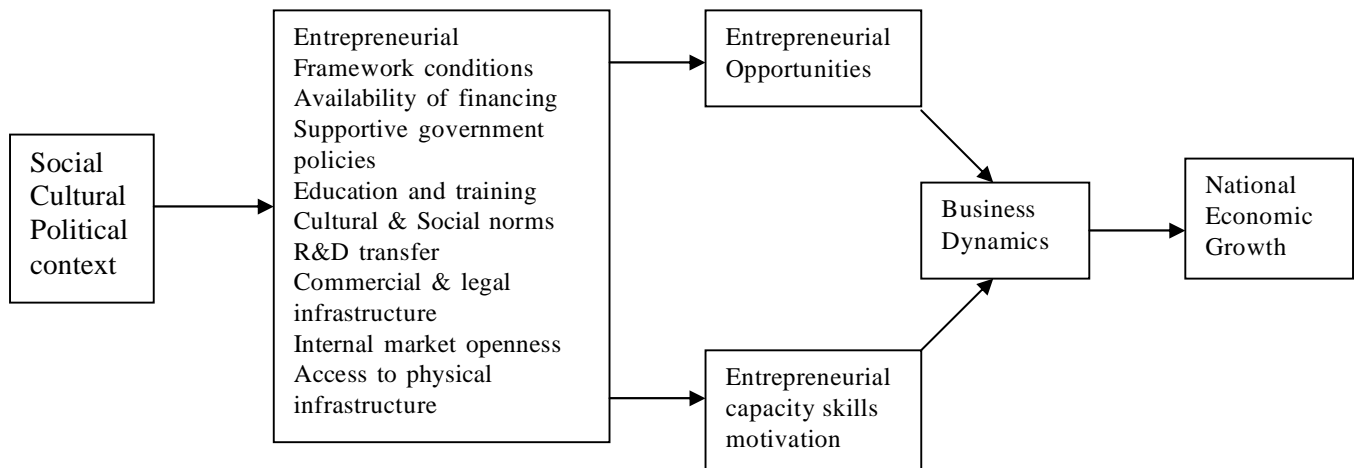 Social
Cultural
Political
context
Entrepreneurial
Framework conditions
Availability of financing
Supportive government
policies
Education and training
Cultural & Social norms
R&D transfer
Commercial & legal
infrastructure
Internal market openness
Access to physical
infrastructure
Entrepreneurial
Opportunities
Entrepreneurial
capacity skills
motivation
Business
Dynamics
National
Economic
Growth